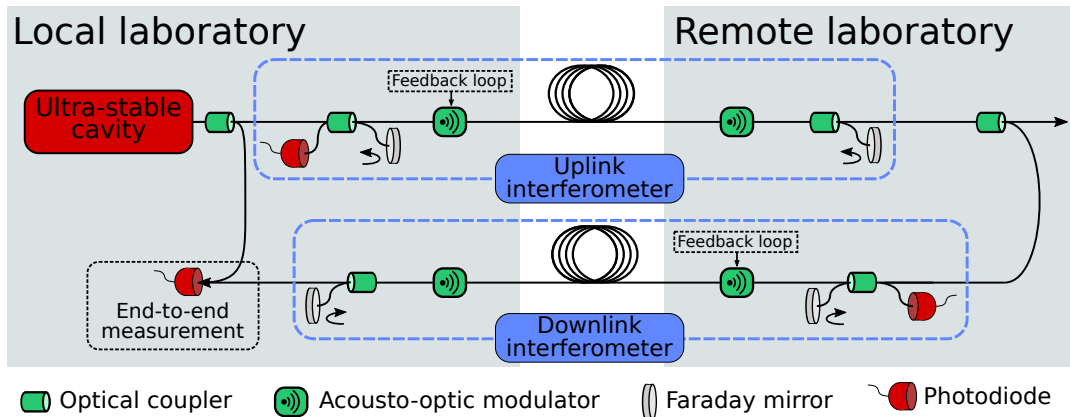 Local laboratory
Remote laboratory
Feedback loop
Ultra-stable
cavity
Uplink
interferometer
Feedback loop
End-to-end
measurement
Downlink
interferometer
Optical coupler
Acousto-optic modulator
Faraday mirror
Photodiode